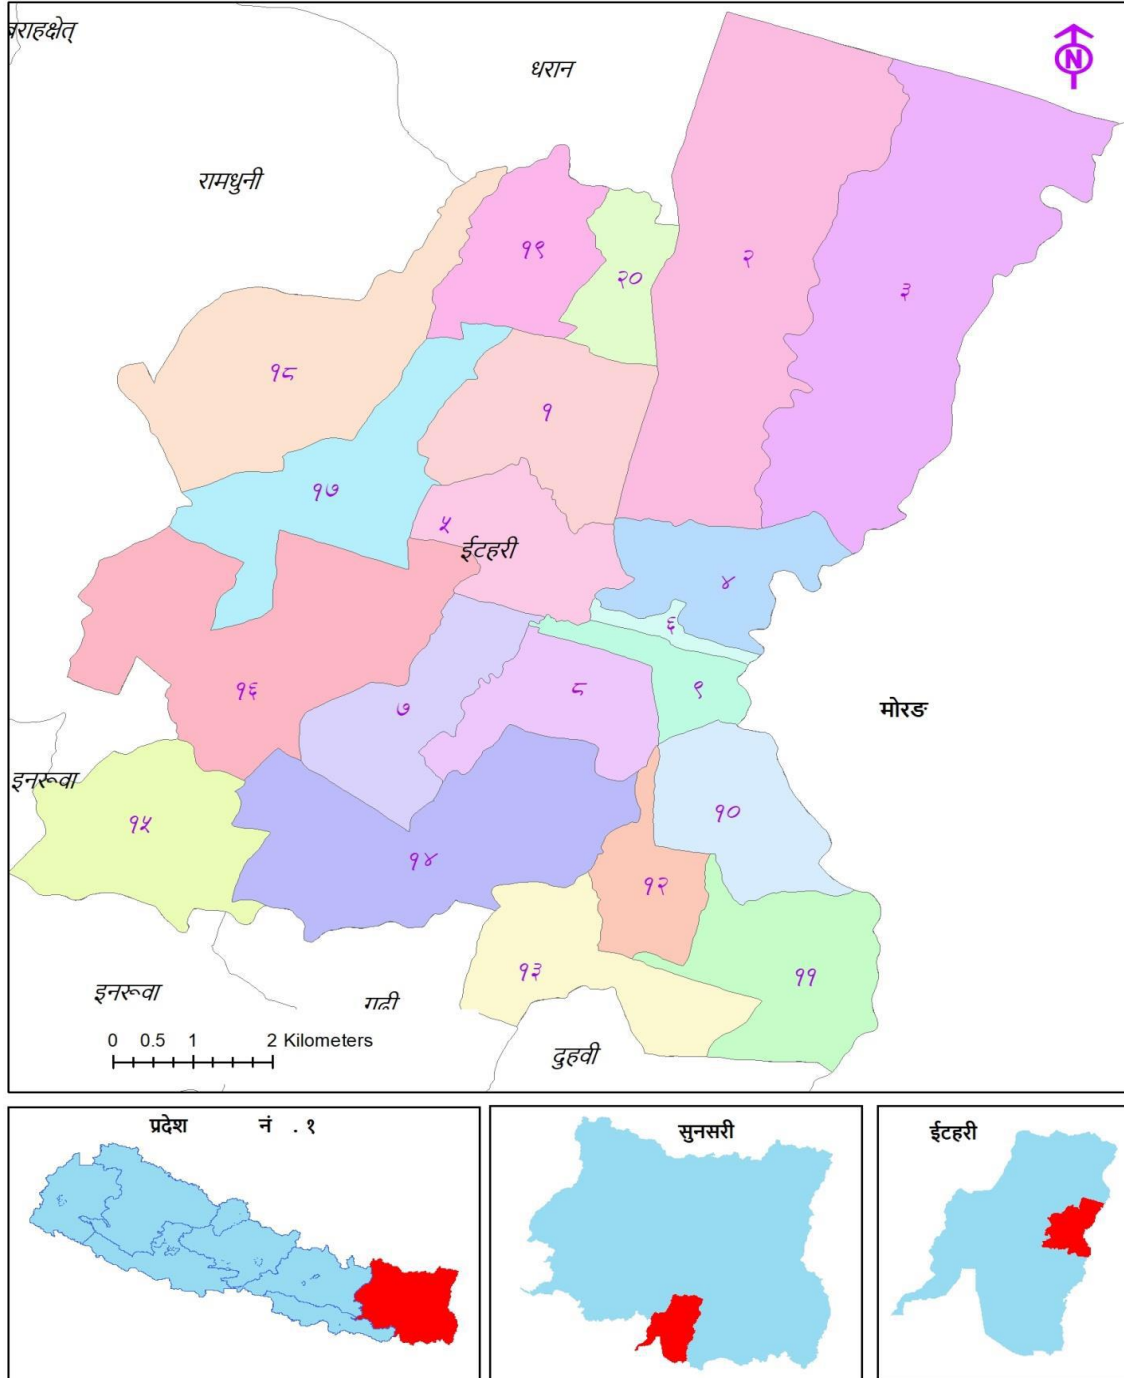 बराहक्षेत्
धरान
N
रामधुनी
१९
२०
२
३
१८
१
१७
५
ईटहरी
४
६
१६
७
८
९
मोरङ
इनरूवा
१५
१४
१०
१२
१३
११
इनरूवा
गढी
0 0.5 1 2 Kilometers
दुहवी
प्रदेश नं . १
सुनसरी
ईटहरी